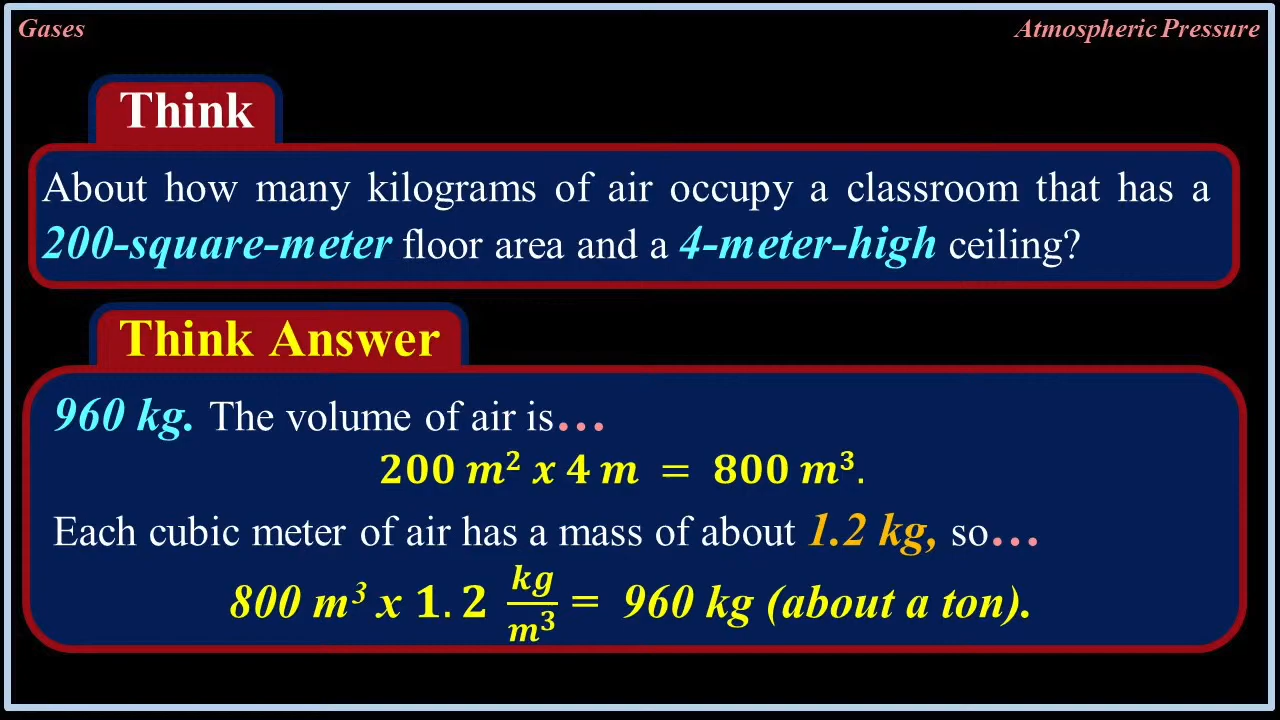 Gases
Atmospheric Pressure
Think
About how many kilograms of air occupy a classroom that has a
200-square-meter floor area and a 4-meter-high ceiling?
Think Answer
960 kg. The volume of air is…
200 m² x 4 m = 800 m³.
Each cubic meter of air has a mass of about 1.2 kg, so…
800 m³ x 1.2 kg/m³ = 960 kg (about a ton).